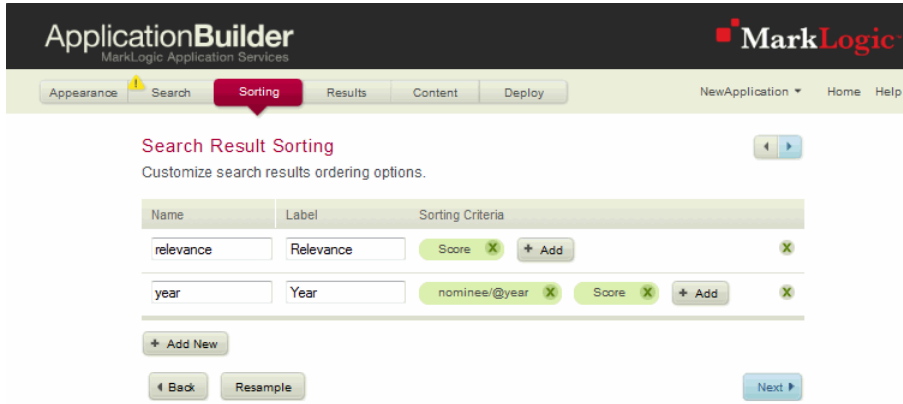 ApplicationBuilder
MarkLogic Application Services
MarkLogic
Appearance ! Search Sorting Results Content Deploy NewApplication Home Help
Search Result Sorting
Customize search results ordering options.
Name Label Sorting Criteria
relevance Relevance Score X + Add X
year Year nominee/@year X Score X + Add X
+ Add New
Back Resample Next